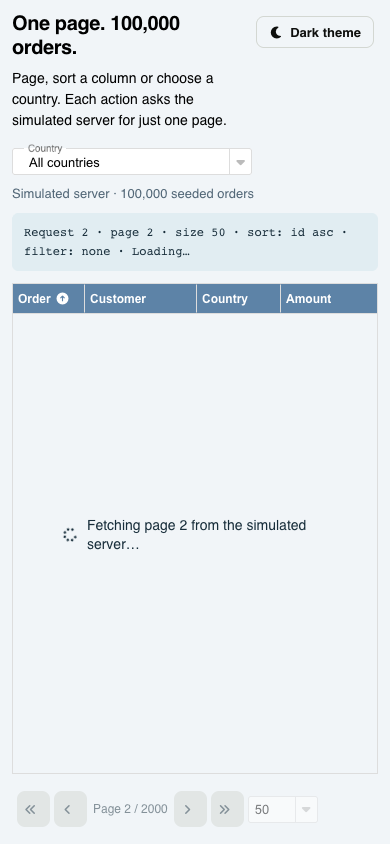 One page. 100,000
orders.
Dark theme
Page, sort a column or choose a
country. Each action asks the
simulated server for just one page.
Country
All countries
Simulated server · 100,000 seeded orders
Request 2 · page 2 · size 50 · sort: id asc ·
filter: none · Loading…
Order Customer Country Amount
Fetching page 2 from the simulated
server…
Page 2 / 2000 50